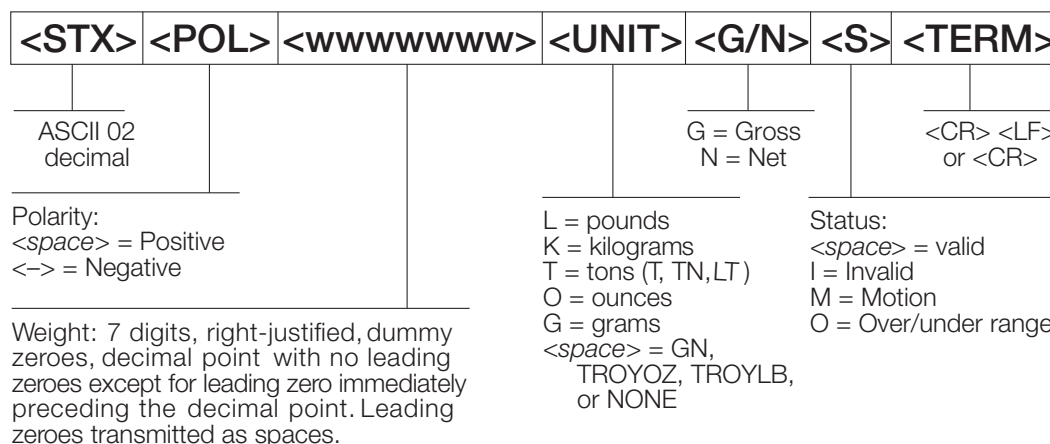 <STX> <POL> <wwwwwww> <UNIT> <G/N> <S> <TERM>
ASCII 02
decimal
G = Gross
N = Net
<CR> <LF>
or <CR>
Polarity:
<space> = Positive
<–> = Negative
L = pounds
K = kilograms
T = tons (T, TN, LT )
O = ounces
G = grams
<space> = GN,
TROYOZ, TROYLB,
or NONE
Status:
<space> = valid
I = Invalid
M = Motion
O = Over/under range
Weight: 7 digits, right-justified, dummy
zeroes, decimal point with no leading
zeroes except for leading zero immediately
preceding the decimal point. Leading
zeroes transmitted as spaces.